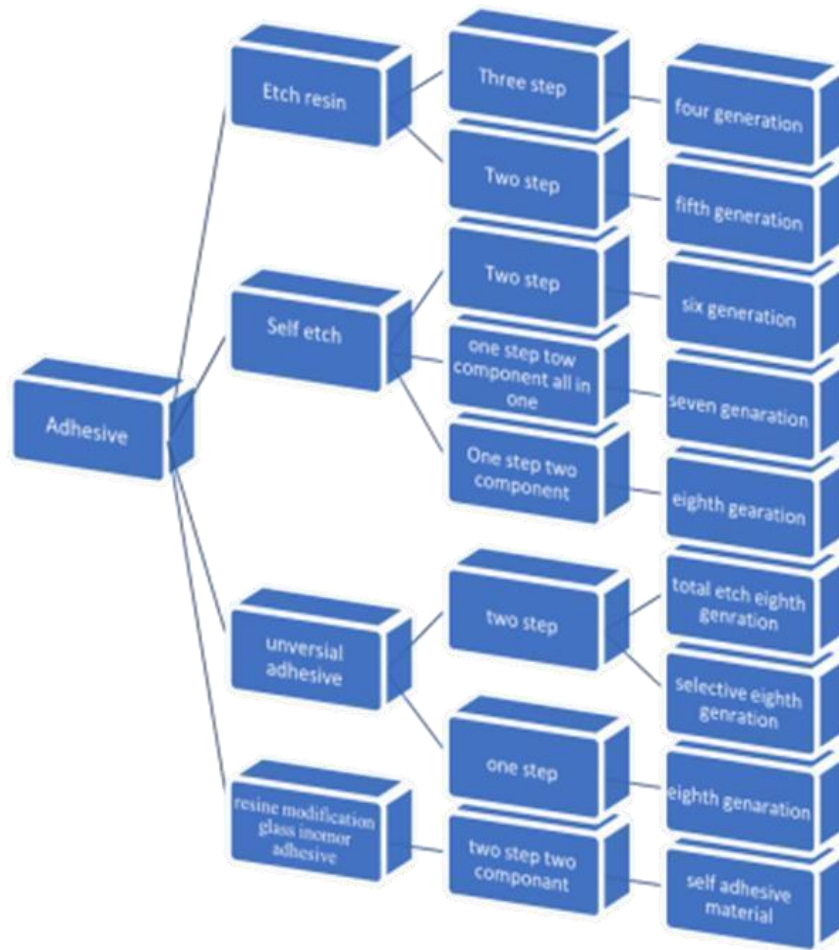 Etch resin
Three step
four generation
Two step
fifth generation
Self etch
Two step
six generation
one step tow
component all in
one
seven genaration
One step two
component
eighth gearation
Adhesive
unversial
adhesive
two step
total etch eighth
genration
selective eighth
genration
one step
eighth genaration
resine modification
glass inomor
adhesive
two step two
componant
self adhesive
material